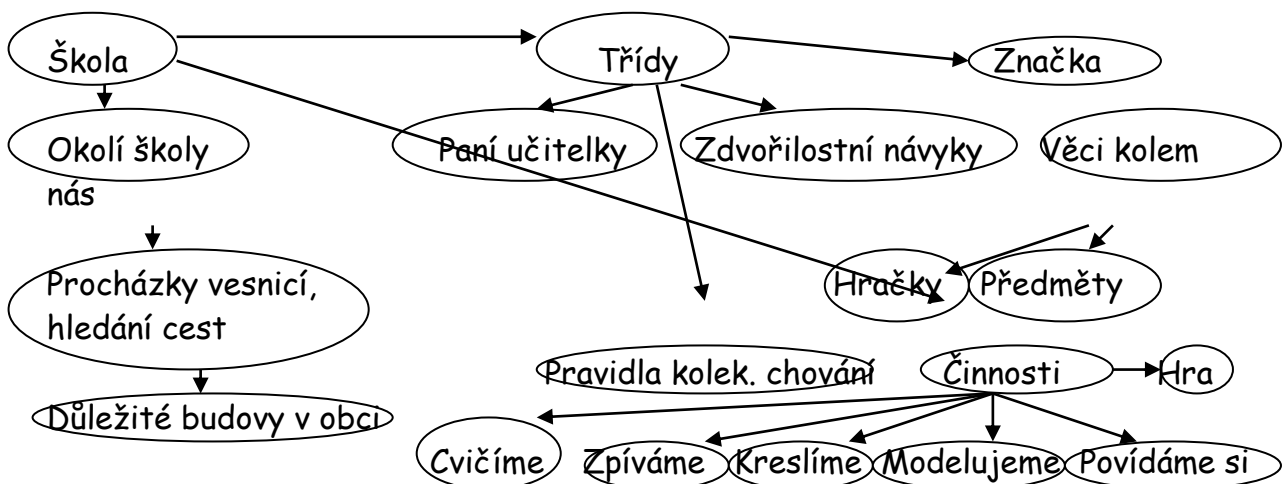 Škola Třídy Značka
Okolí školy Paní učitelky Zdvořilostní návyky Věci kolem
nás
Hračky Předměty
Procházky vesnicí,
hledání cest
Pravidla kolek. chování Činnosti Hra
Důležité budovy v obci
Cvičíme Zpíváme Kreslíme Modelujeme Povídáme si